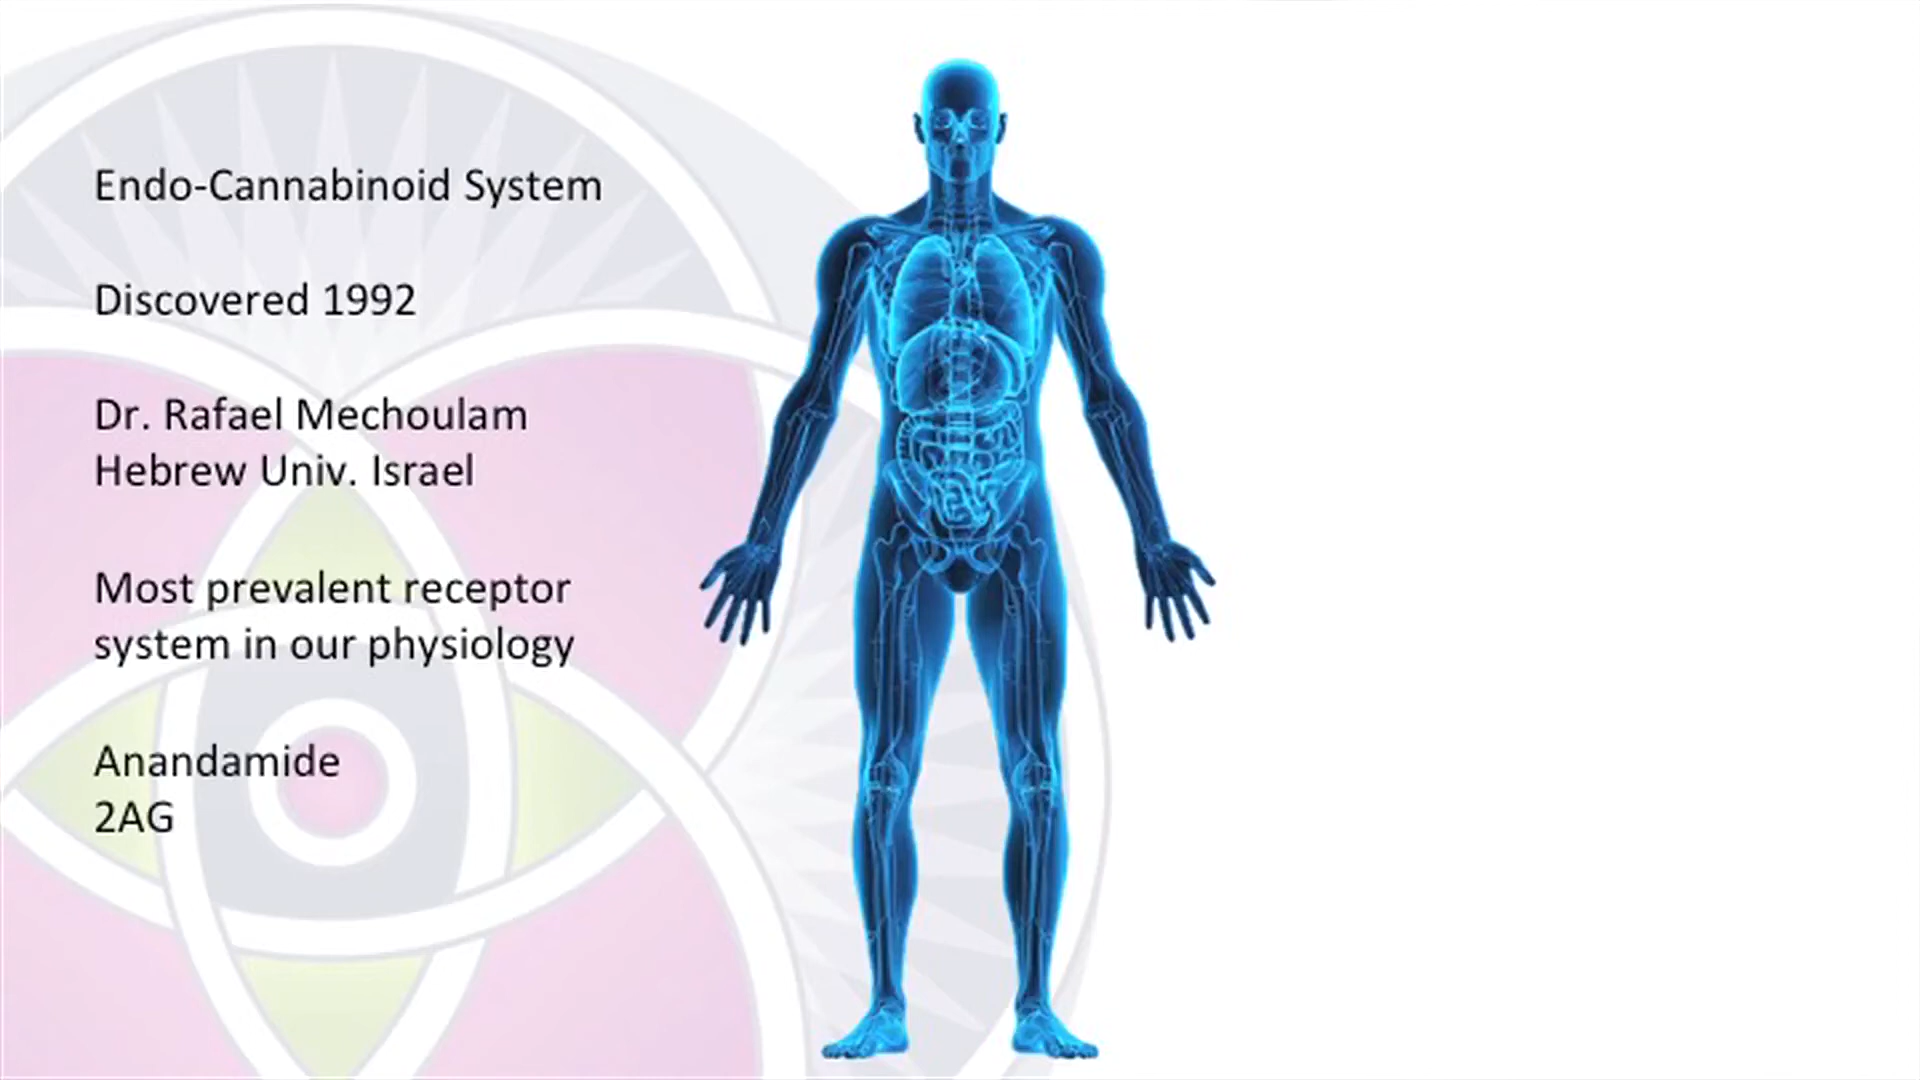 Endo-Cannabinoid System
Discovered 1992
Dr. Rafael Mechoulam
Hebrew Univ. Israel
Most prevalent receptor
system in our physiology
Anandamide
2AG